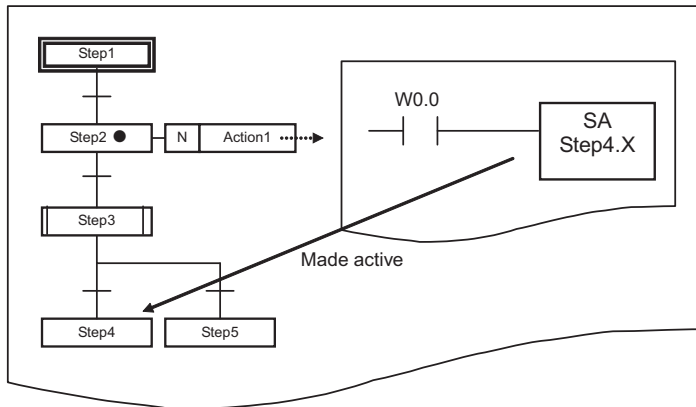 Step1
Step2
N
Action1
Step3
Step4
Step5
W0.0
SA
Step4.X
Made active